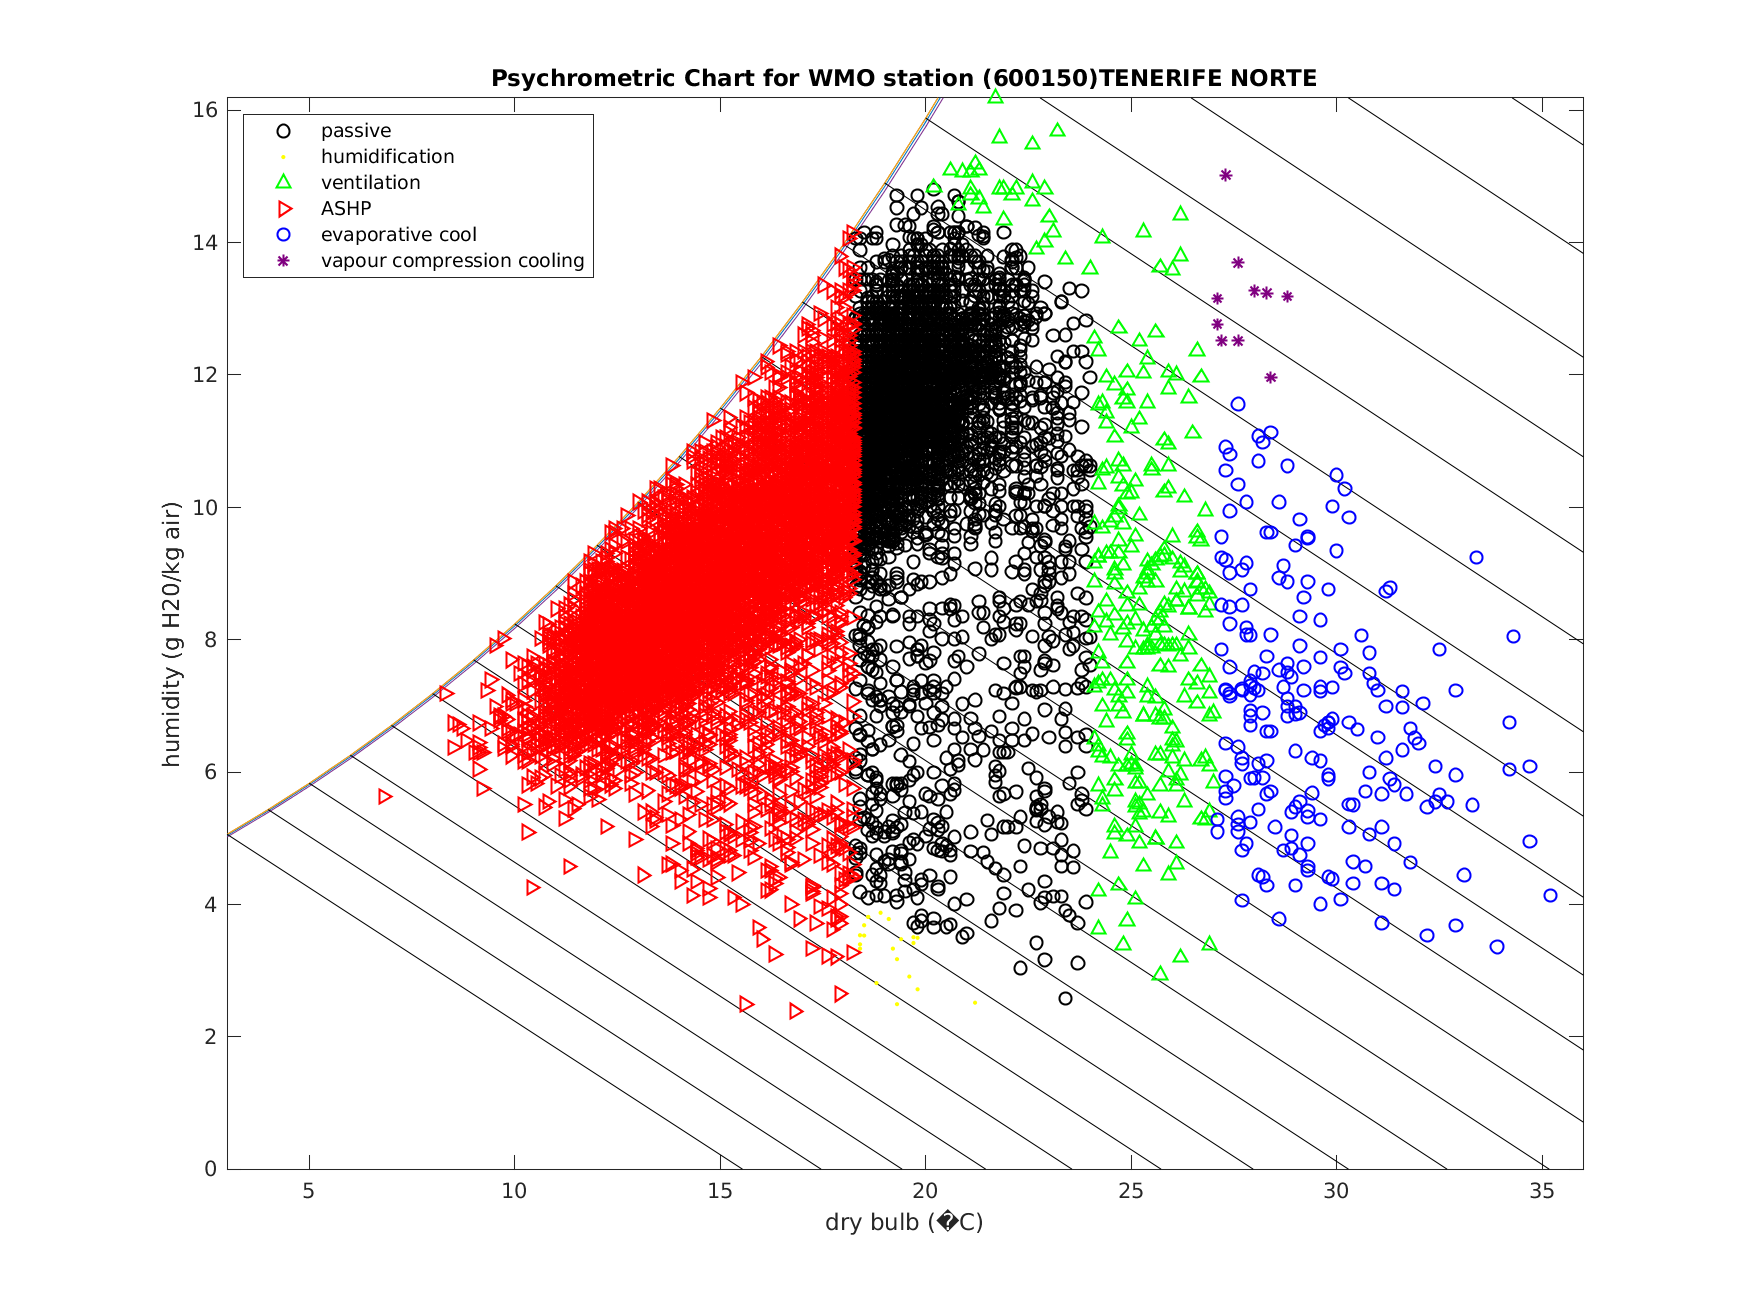 Psychrometric Chart for WMO station (600150)TENERIFE NORTE
passive
humidification
ventilation
ASHP
evaporative cool
vapour compression cooling
humidity (g H20/kg air)
16
14
12
10
8
6
4
2
0
5
10
15
20
25
30
35
dry bulb (�C)